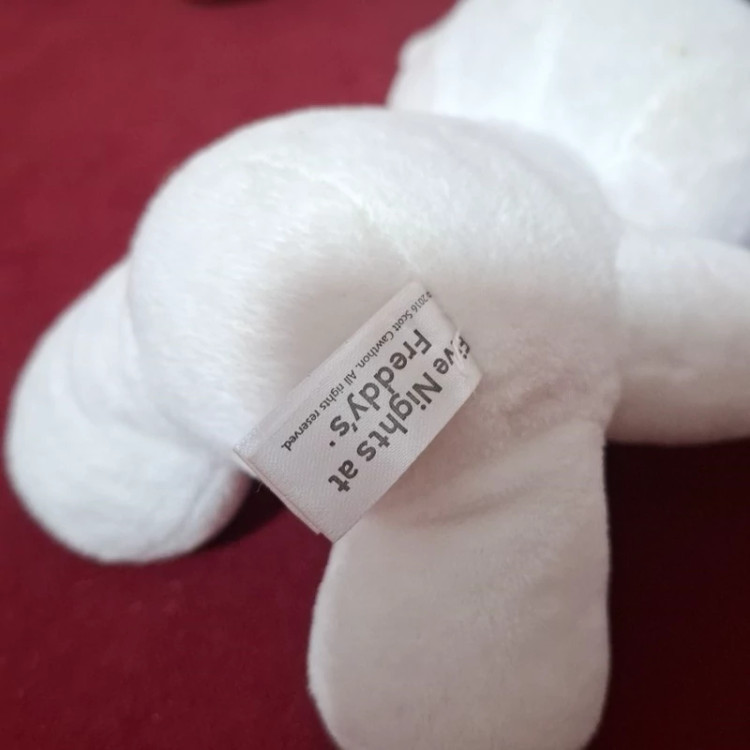 Five Nights at
Freddy's.
©2016 Scott Cawthon. All rights reserved.